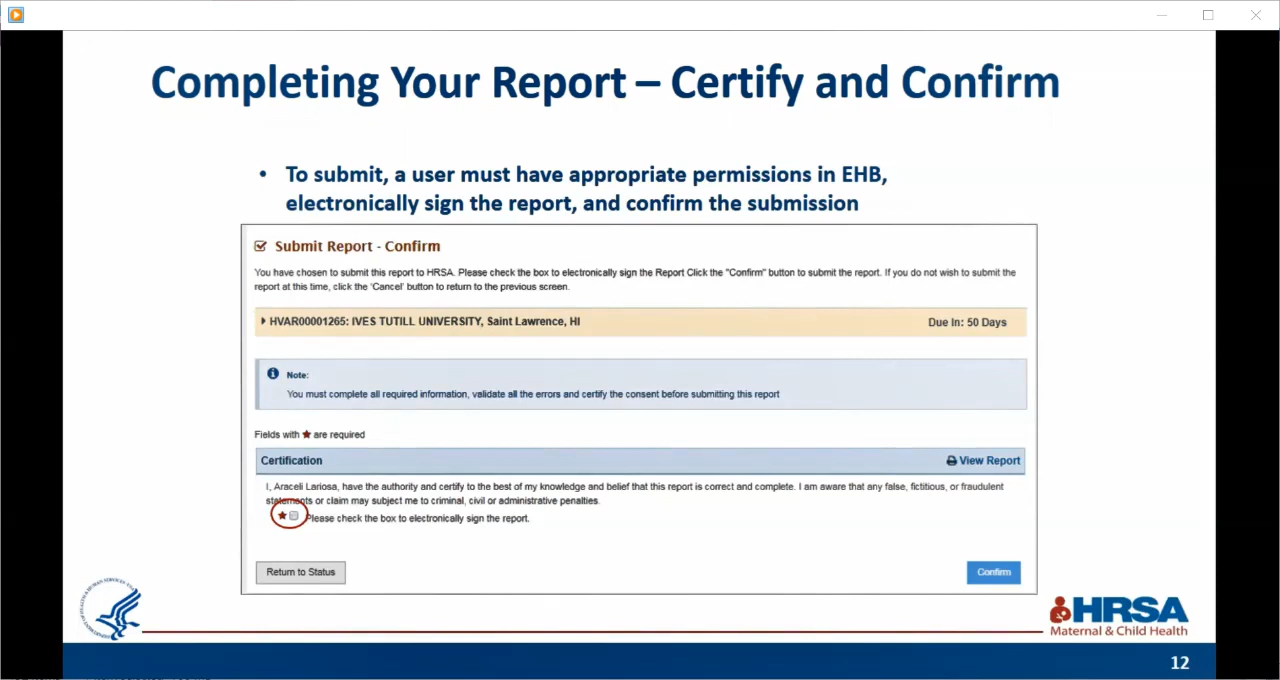 Completing Your Report – Certify and Confirm
• To submit, a user must have appropriate permissions in EHB,
electronically sign the report, and confirm the submission
Submit Report - Confirm
You have chosen to submit this report to HRSA. Please check the box to electronically sign the Report Click the "Confirm" button to submit the report. If you do not wish to submit the
report at this time, click the 'Cancel' button to return to the previous screen.
HVAR00001265: IVES TUTILL UNIVERSITY, Saint Lawrence, HI
Due In: 50 Days
Note:
You must complete all required information, validate all the errors and certify the consent before submitting this report
Fields with ★ are required
Certification
View Report
I, Araceli Lariosa, have the authority and certify to the best of my knowledge and belief that this report is correct and complete. I am aware that any false, fictitious, or fraudulent
statements or claim may subject me to criminal, civil or administrative penalties.
★ Please check the box to electronically sign the report.
Return to Status
Confirm
HRSA
Maternal & Child Health
12